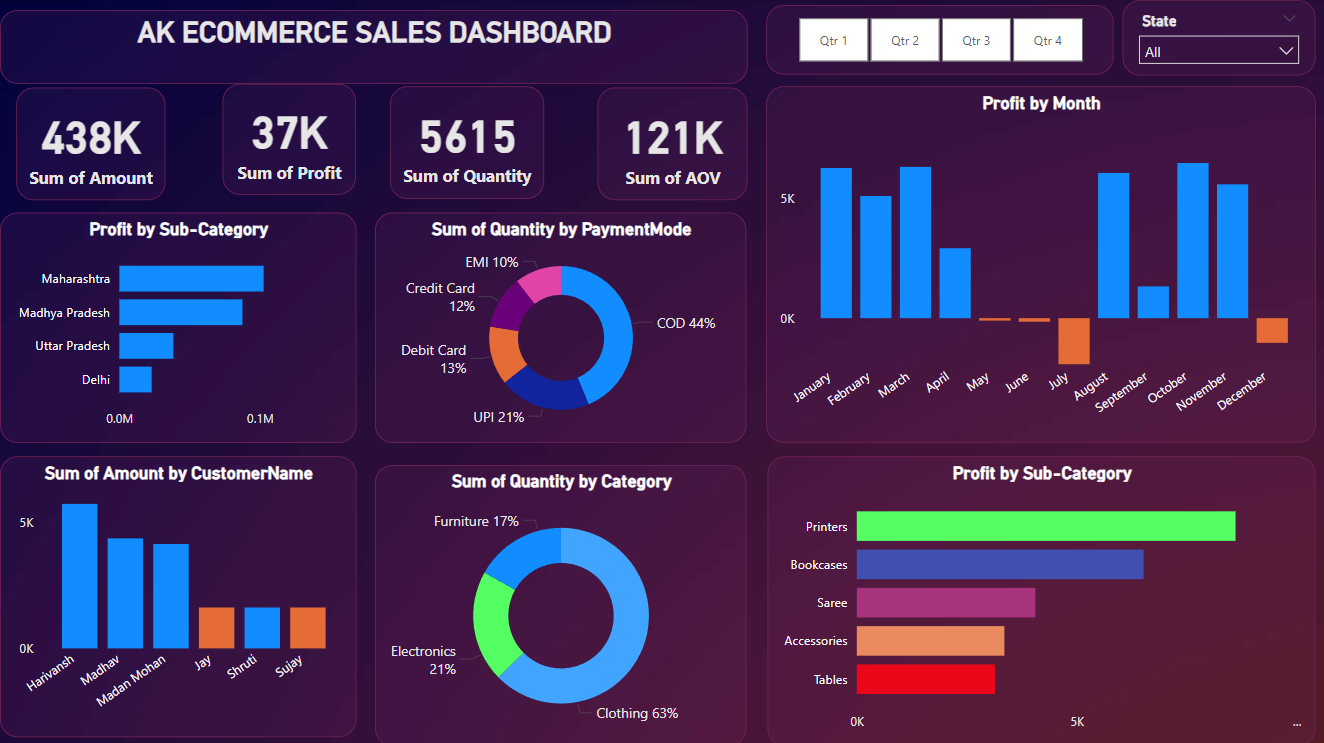 AK ECOMMERCE SALES DASHBOARD
Qtr 1
Qtr 2
Qtr 3
Qtr 4
State
All
438K
Sum of Amount
37K
Sum of Profit
5615
Sum of Quantity
121K
Sum of AOV
Profit by Month
5K
0K
January
February
March
April
May
June
July
August
September
October
November
December
Profit by Sub-Category
Maharashtra
Madhya Pradesh
Uttar Pradesh
Delhi
0.0M
0.1M
Sum of Quantity by PaymentMode
EMI 10%
Credit Card
12%
Debit Card
13%
UPI 21%
COD 44%
Sum of Amount by CustomerName
5K
0K
Harivansh
Madhav
Madan Mohan
Jay
Shruti
Sujay
Sum of Quantity by Category
Furniture 17%
Electronics
21%
Clothing 63%
Profit by Sub-Category
Printers
Bookcases
Saree
Accessories
Tables
0K
5K
...